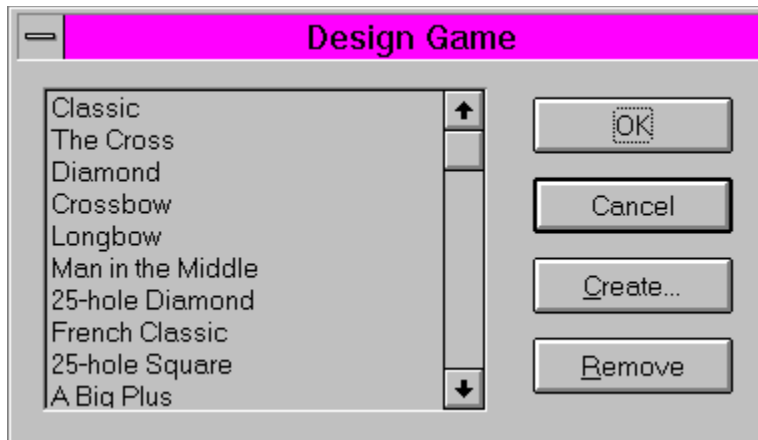 Design Game
Classic
The Cross
Diamond
Crossbow
Longbow
Man in the Middle
25-hole Diamond
French Classic
25-hole Square
A Big Plus
OK
Cancel
Create...
Remove